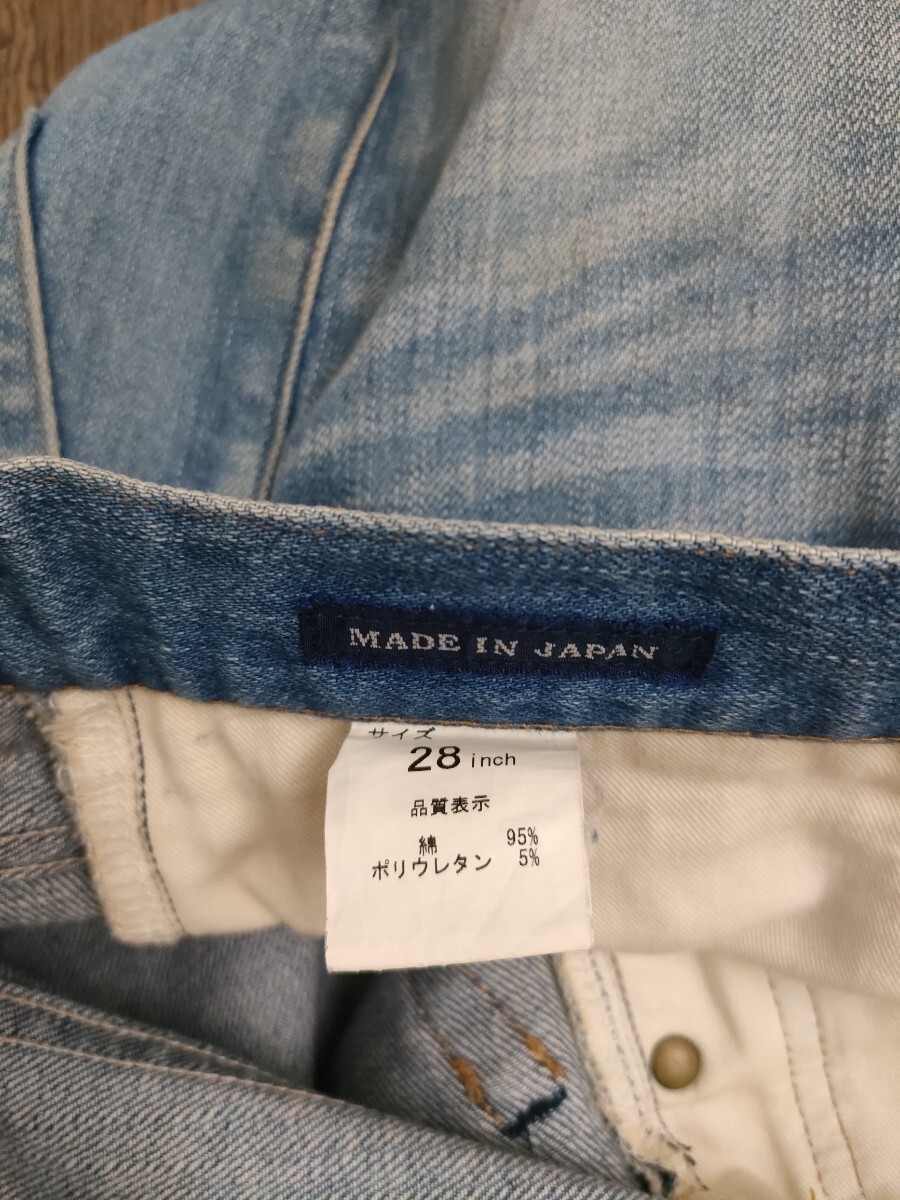 MADE IN JAPAN
サイズ
28 inch
品質表示
綿 95%
ポリウレタン 5%